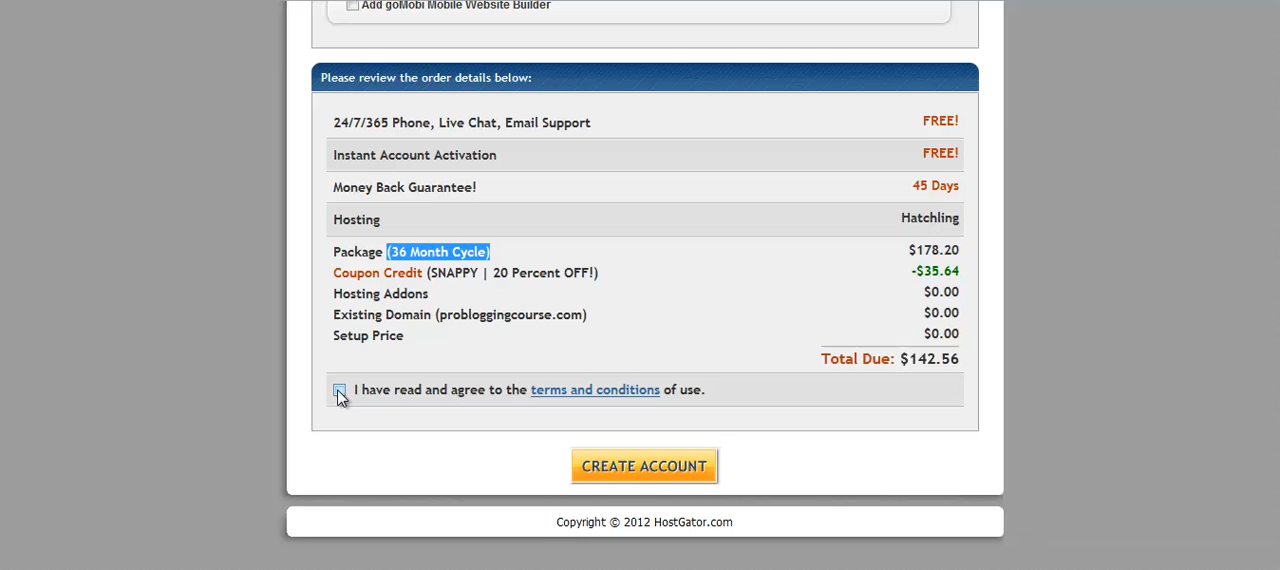 Add goMobi Mobile Website Builder
Please review the order details below:
24/7/365 Phone, Live Chat, Email Support FREE!
Instant Account Activation FREE!
Money Back Guarantee! 45 Days
Hosting Hatchling
Package (36 Month Cycle) $178.20
Coupon Credit (SNAPPY | 20 Percent OFF!) -$35.64
Hosting Addons $0.00
Existing Domain (probloggingcourse.com) $0.00
Setup Price $0.00
Total Due: $142.56
I have read and agree to the terms and conditions of use.
CREATE ACCOUNT
Copyright © 2012 HostGator.com